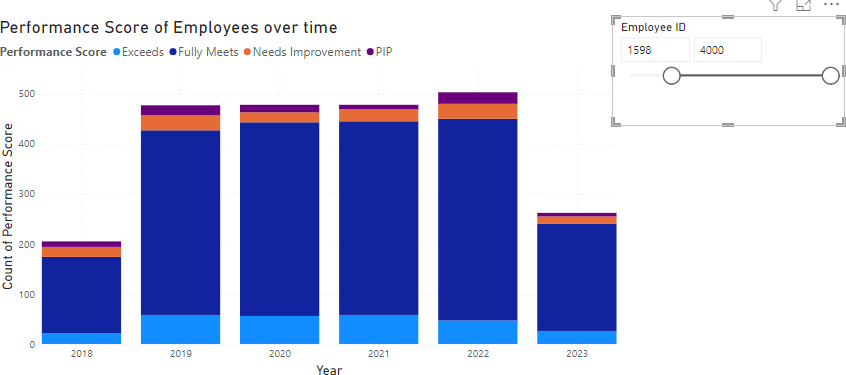 Performance Score of Employees over time
Performance Score Exceeds Fully Meets Needs Improvement PIP
Employee ID
1598 4000
Count of Performance Score
500
400
300
200
100
0
2018 2019 2020 2021 2022 2023
Year